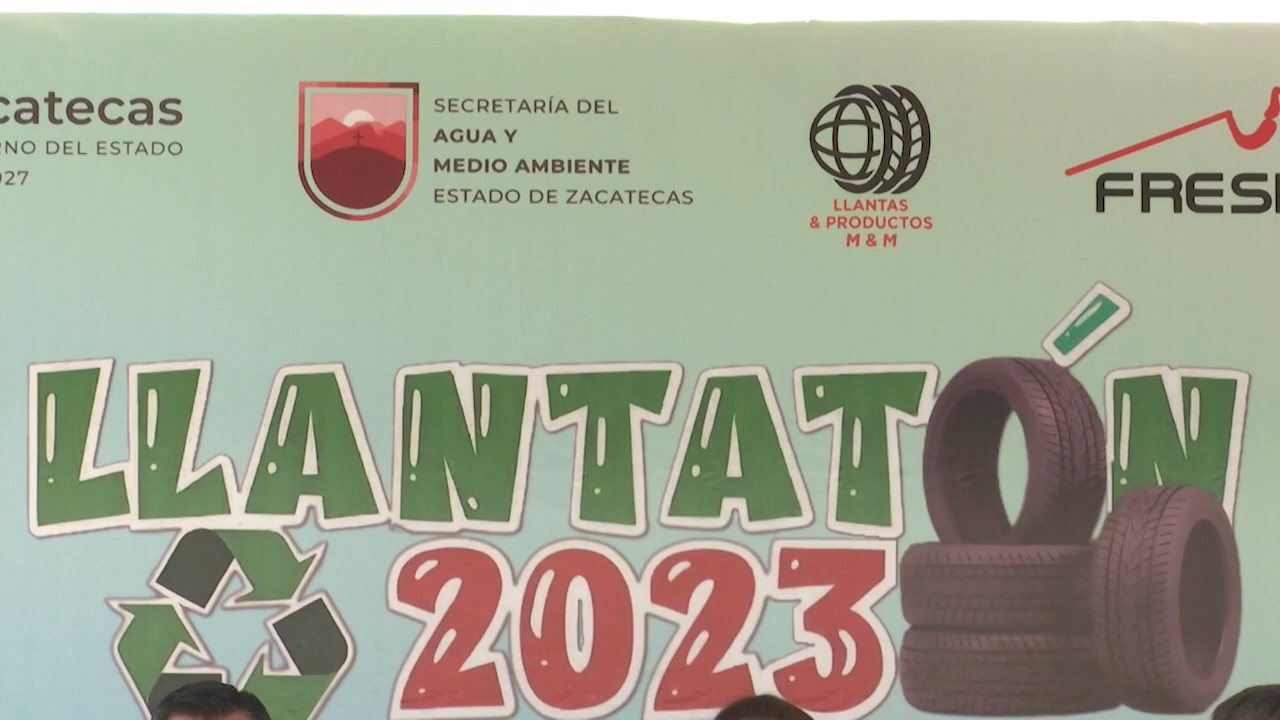 catecas
RNO DEL ESTADO
027
SECRETARÍA DEL
AGUA Y
MEDIO AMBIENTE
ESTADO DE ZACATECAS
LLANTAS
& PRODUCTOS
M & M
FRES
LLANTATÓN
2023